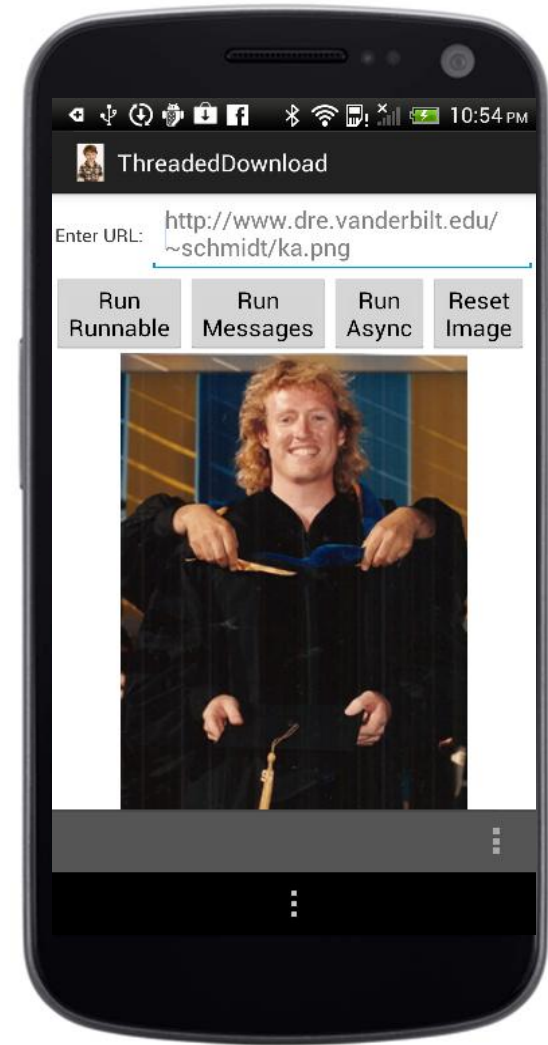 10:54 PM
ThreadedDownload
Enter URL:
http://www.dre.vanderbilt.edu/
~schmidt/ka.png
Run
Runnable
Run
Messages
Run
Async
Reset
Image